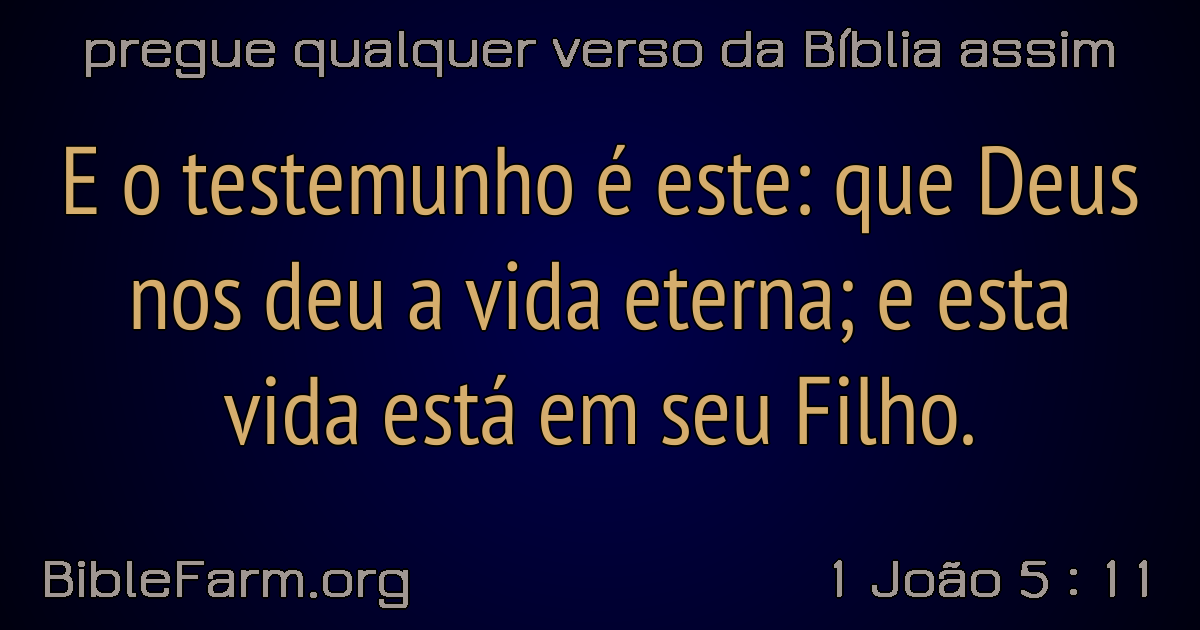 pregue qualquer verso da Bíblia assim
E o testemunho é este: que Deus
nos deu a vida eterna; e esta
vida está em seu Filho.
BibleFarm.org
1 João 5 : 11